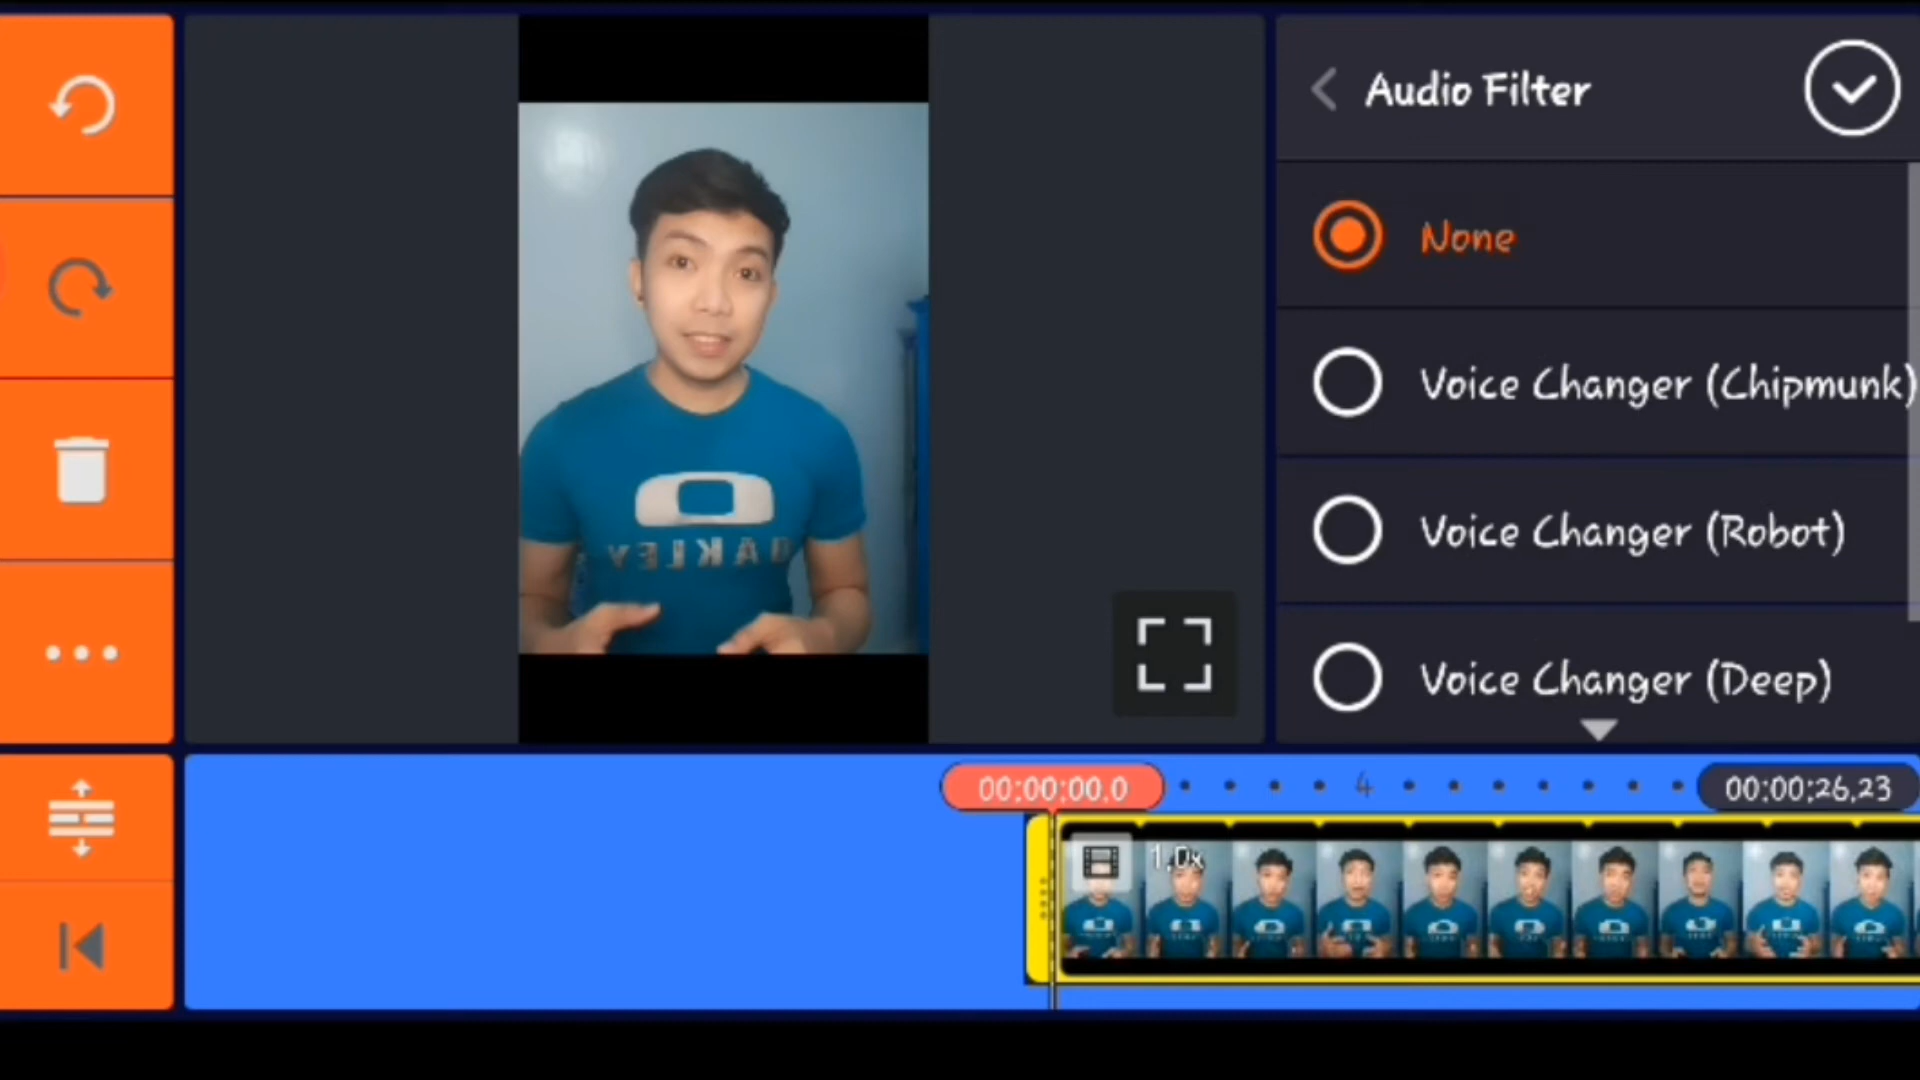 Audio Filter
None
Voice Changer (Chipmunk)
Voice Changer (Robot)
Voice Changer (Deep)
OAKLEY
00:00:00.0
4
00:00:26.23
1.0x